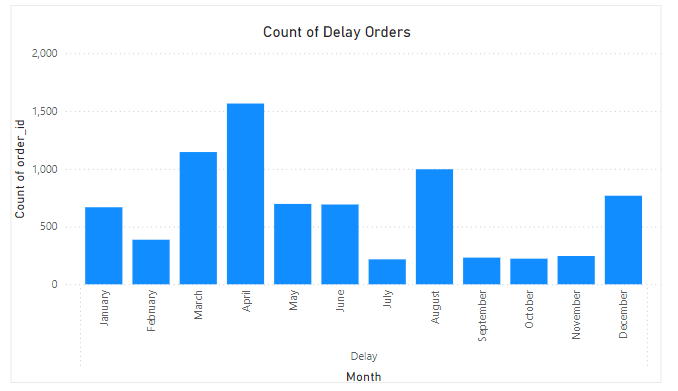 Count of Delay Orders
2,000
1,500
1,000
500
0
Count of order_id
January
February
March
April
May
June
July
August
September
October
November
December
Delay
Month